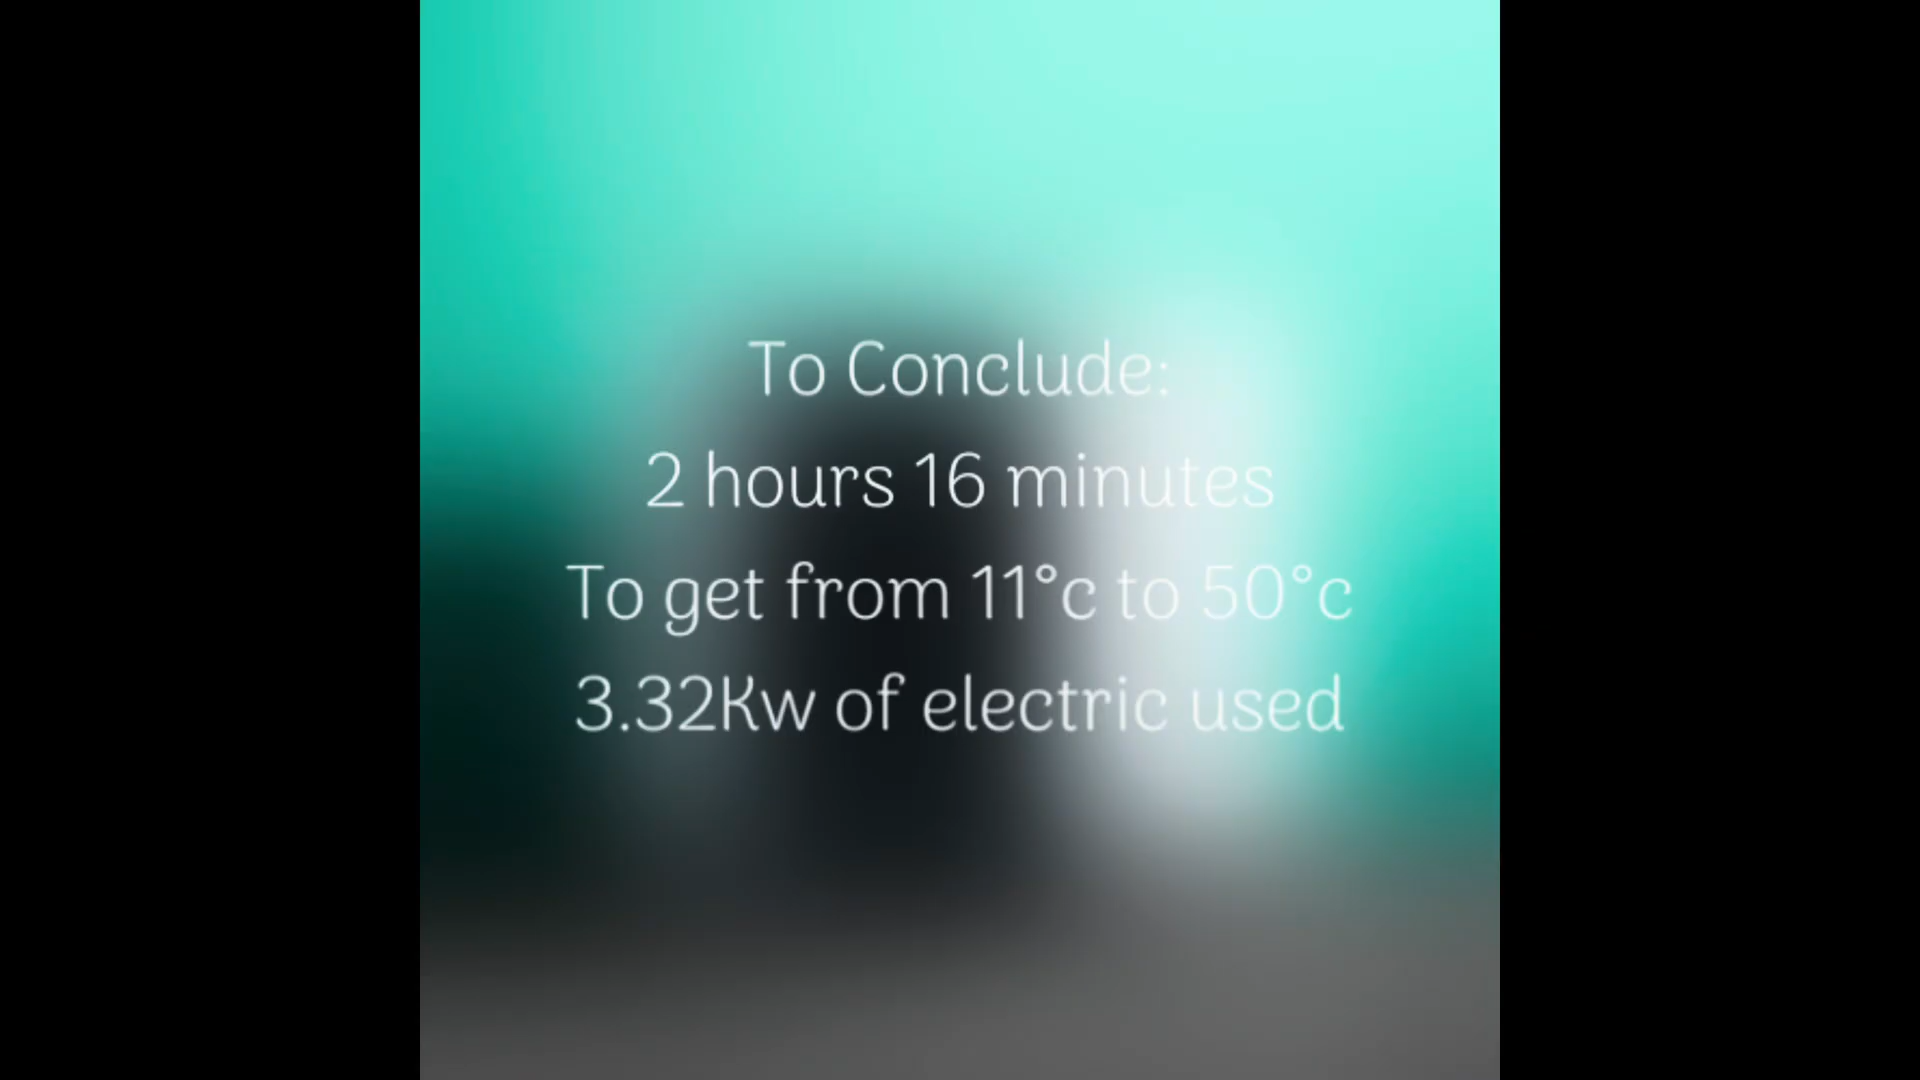 To Conclude:
2 hours 16 minutes
To get from 11°c to 50°c
3.32Kw of electric used